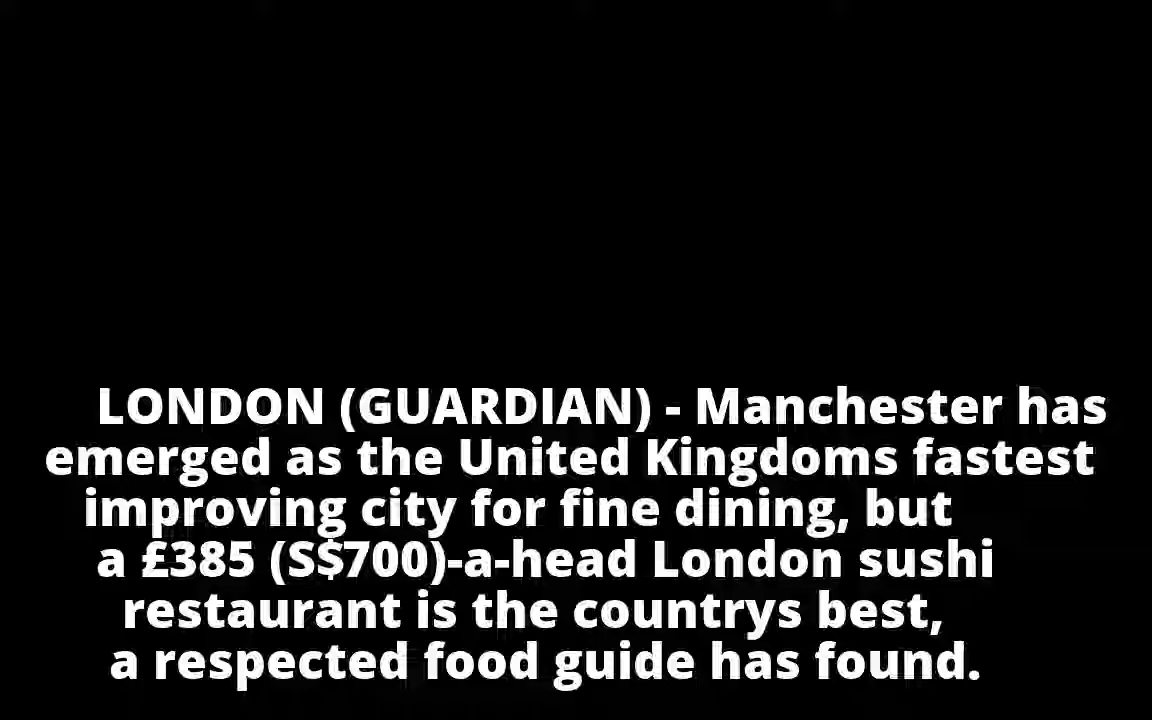 LONDON (GUARDIAN) - Manchester has
emerged as the United Kingdoms fastest
improving city for fine dining, but
a £385 (S$700)-a-head London sushi
restaurant is the countrys best,
a respected food guide has found.